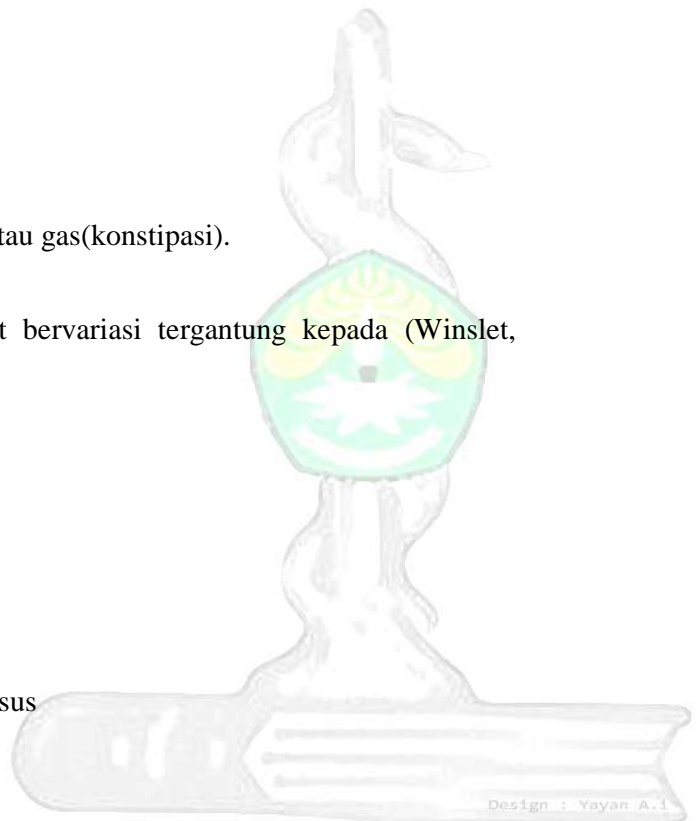 tau gas(konstipasi).
t bervariasi tergantung kepada (Winslet,
sus
Design : Yayan A.i